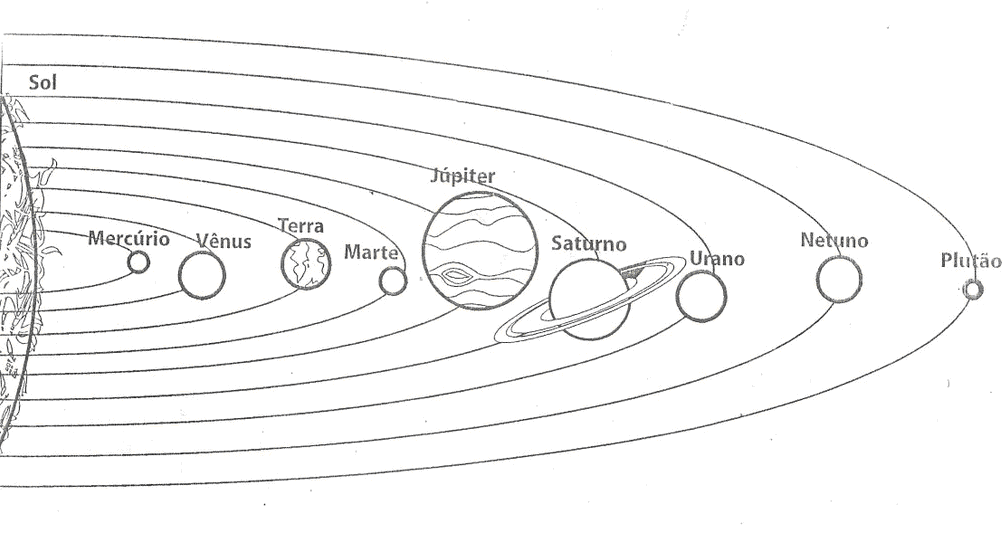 Sol
Mercúrio
Vênus
Terra
Marte
Júpiter
Saturno
Urano
Netuno
Plutão